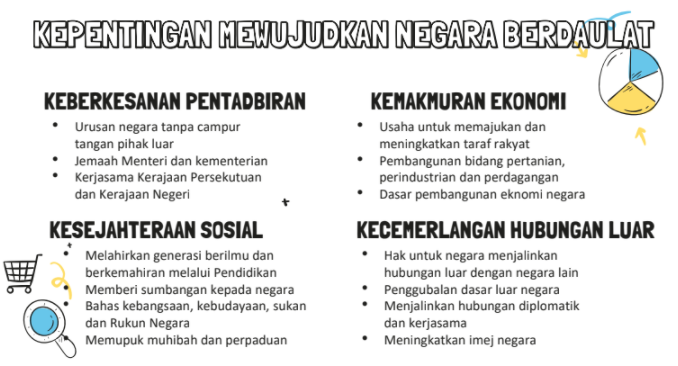 KEPENTINGAN MEWUJUDKAN NEGARA BERDAULAT
KEBERKESANAN PENTADBIRAN
• Urusan negara tanpa campur
tangan pihak luar
• Jemaah Menteri dan kementerian
• Kerjasama Kerajaan Persekutuan
dan Kerajaan Negeri
KEMAKMURAN EKONOMI
• Usaha untuk memajukan dan
meningkatkan taraf rakyat
• Pembangunan bidang pertanian,
perindustrian dan perdagangan
• Dasar pembangunan eknomi negara
KESEJAHTERAAN SOSIAL
• Melahirkan generasi berilmu dan
berkemahiran melalui Pendidikan
• Memberi sumbangan kepada negara
• Bahas kebangsaan, kebudayaan, sukan
dan Rukun Negara
• Memupuk muhibah dan perpaduan
KECEMERLANGAN HUBUNGAN LUAR
• Hak untuk negara menjalinkan
hubungan luar dengan negara lain
• Penggubalan dasar luar negara
• Menjalinkan hubungan diplomatik
dan kerjasama
• Meningkatkan imej negara